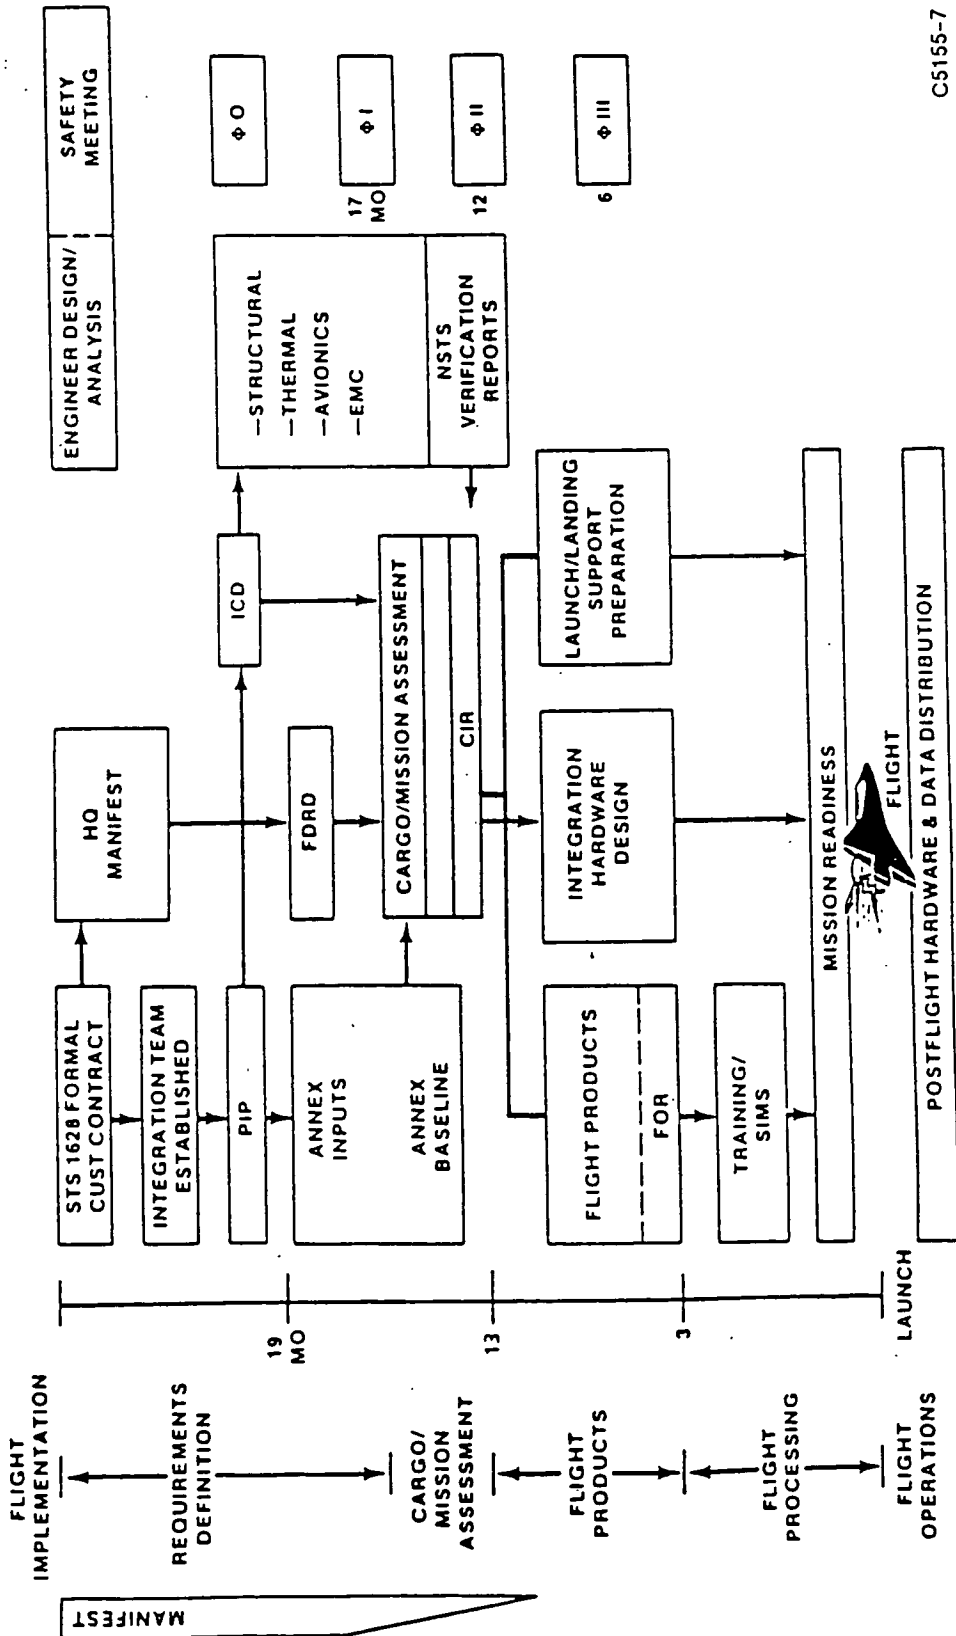 FLIGHT
IMPLEMENTATION
REQUIREMENTS
DEFINITION
CARGO/
MISSION
ASSESSMENT
FLIGHT
PRODUCTS
FLIGHT
PROCESSING
FLIGHT
OPERATIONS
MANIFEST
19
MO
13
3
LAUNCH
STS 1628 FORMAL
CUST CONTRACT
INTEGRATION TEAM
ESTABLISHED
PIP
ANNEX
INPUTS
ANNEX
BASELINE
FLIGHT PRODUCTS
FOR
TRAINING/
SIMS
HQ
MANIFEST
FDRD
ICD
CARGO/MISSION ASSESSMENT
CIR
INTEGRATION
HARDWARE
DESIGN
LAUNCH/LANDING
SUPPORT
PREPARATION
MISSION READINESS
FLIGHT
POSTFLIGHT HARDWARE & DATA DISTRIBUTION
ENGINEER DESIGN/
ANALYSIS
SAFETY
MEETING
—STRUCTURAL
—THERMAL
—AVIONICS
—EMC
NSTS
VERIFICATION
REPORTS
Φ O
17
MO
Φ I
12
Φ II
6
Φ III
C5155-7